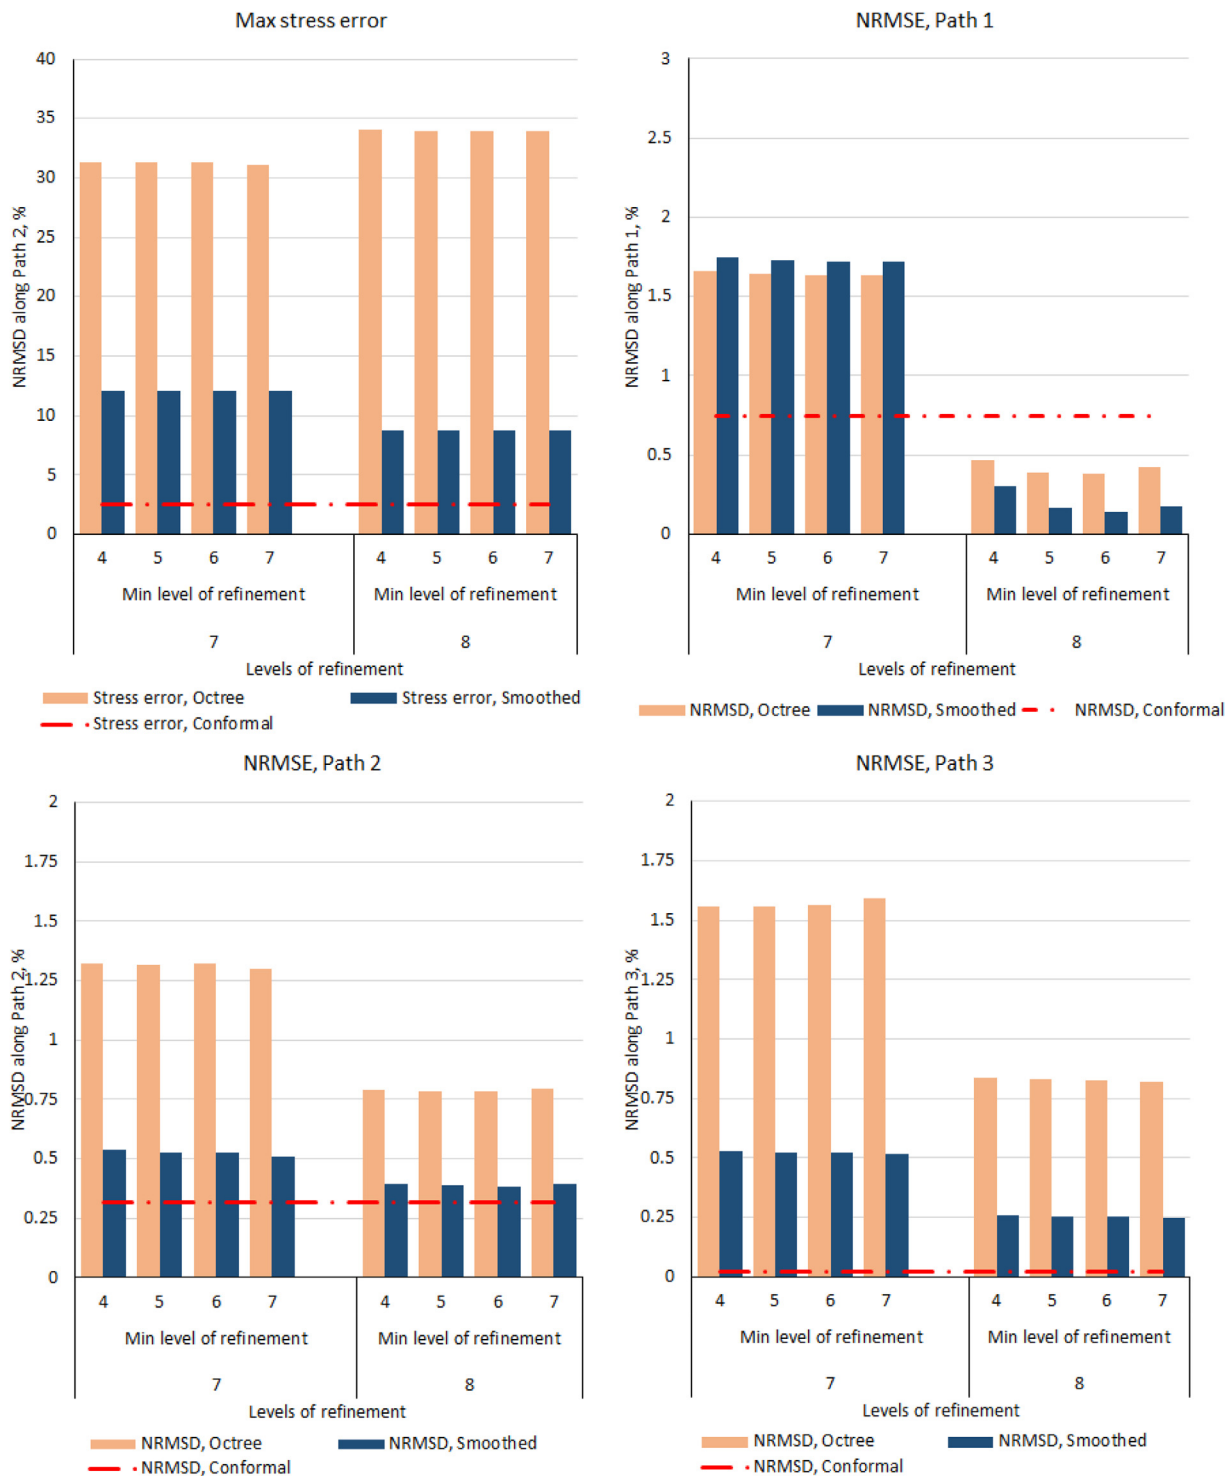 Max stress error
NRMSD along Path 2, %
40
35
30
25
20
15
10
5
0
4 5 6 7 4 5 6 7
Min level of refinement Min level of refinement
7 8
Levels of refinement
Stress error, Octree Stress error, Smoothed
Stress error, Conformal
NRMSE, Path 1
NRMSD along Path 1, %
3
2.5
2
1.5
1
0.5
0
4 5 6 7 4 5 6 7
Min level of refinement Min level of refinement
7 8
Levels of refinement
NRMSD, Octree NRMSD, Smoothed NRMSD, Conformal
NRMSE, Path 2
NRMSD along Path 2, %
2
1.75
1.5
1.25
1
0.75
0.5
0.25
0
4 5 6 7 4 5 6 7
Min level of refinement Min level of refinement
7 8
Levels of refinement
NRMSD, Octree NRMSD, Smoothed
NRMSD, Conformal
NRMSE, Path 3
NRMSD along Path 3, %
2
1.75
1.5
1.25
1
0.75
0.5
0.25
0
4 5 6 7 4 5 6 7
Min level of refinement Min level of refinement
7 8
Levels of refinement
NRMSD, Octree NRMSD, Smoothed
NRMSD, Conformal